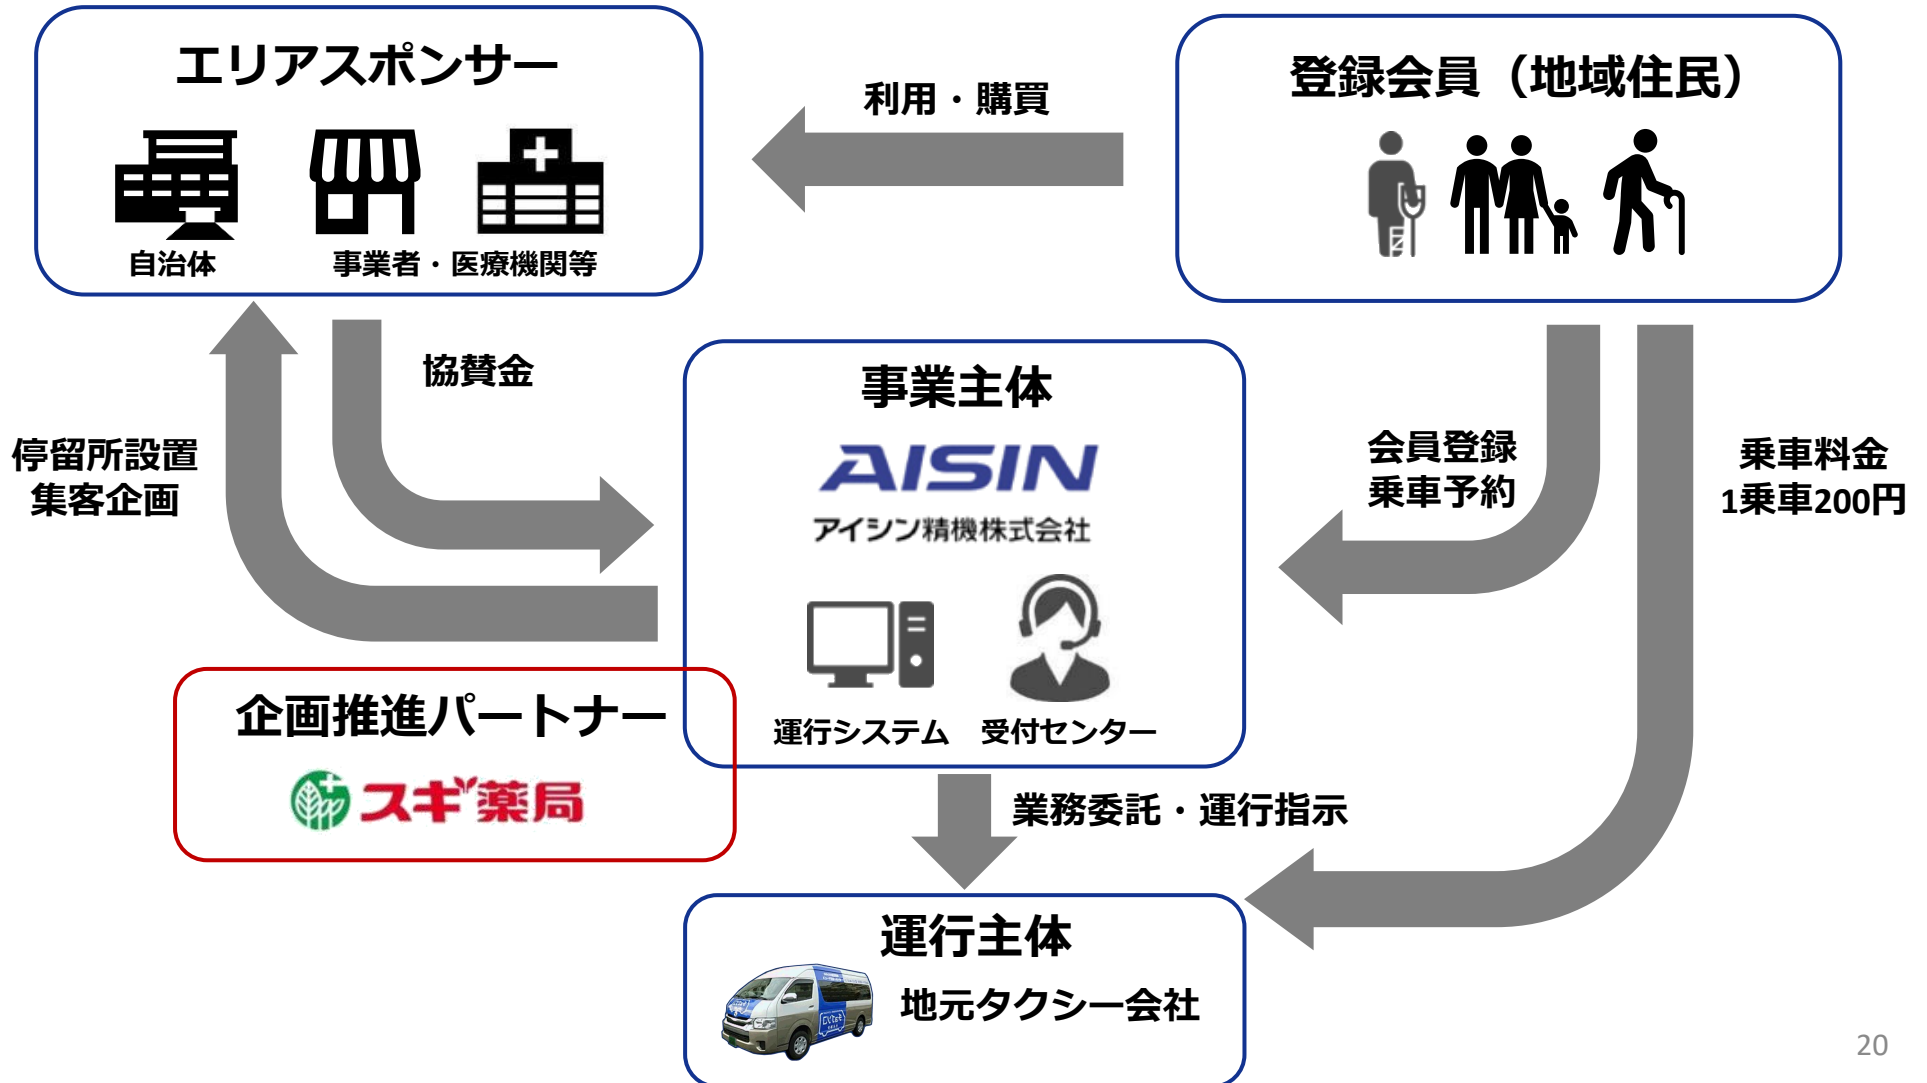 エリアスポンサー
自治体
事業者・医療機関等
利用・購買
登録会員（地域住民）
協賛金
停留所設置
集客企画
事業主体
AISIN
アイシン精機株式会社
運行システム
受付センター
会員登録
乗車予約
乗車料金
1乗車200円
企画推進パートナー
スギ薬局
業務委託・運行指示
運行主体
地元タクシー会社
20